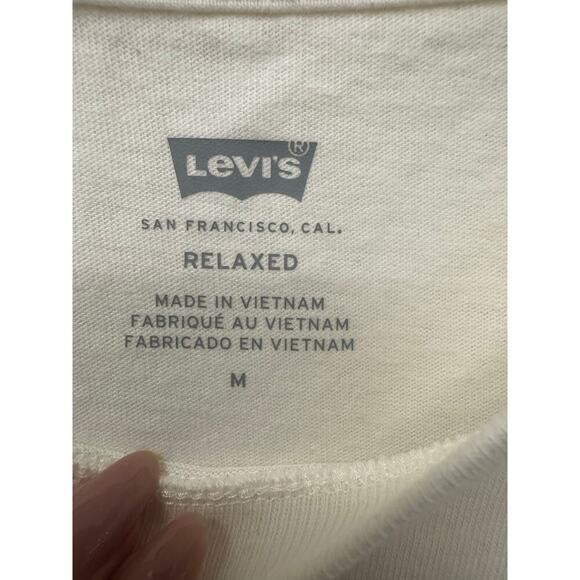 Levi's®
SAN FRANCISCO, CAL.
RELAXED
MADE IN VIETNAM
FABRIQUÉ AU VIETNAM
FABRICADO EN VIETNAM
M